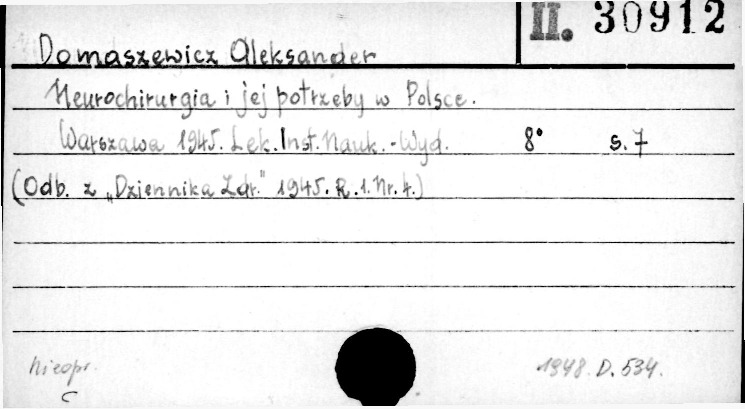 II. 30912
Domaszewicz Aleksander
Neurochirurgia i jej potrzeby w Polsce.
Warszawa 1945. Lek. Inst. Nauk.-Wyd. 8° s. 7
(Odb. z „Dziennika Zdr." 1945. R. 1. Nr. 4.)
Nieopr. 1948. D. 534.
C